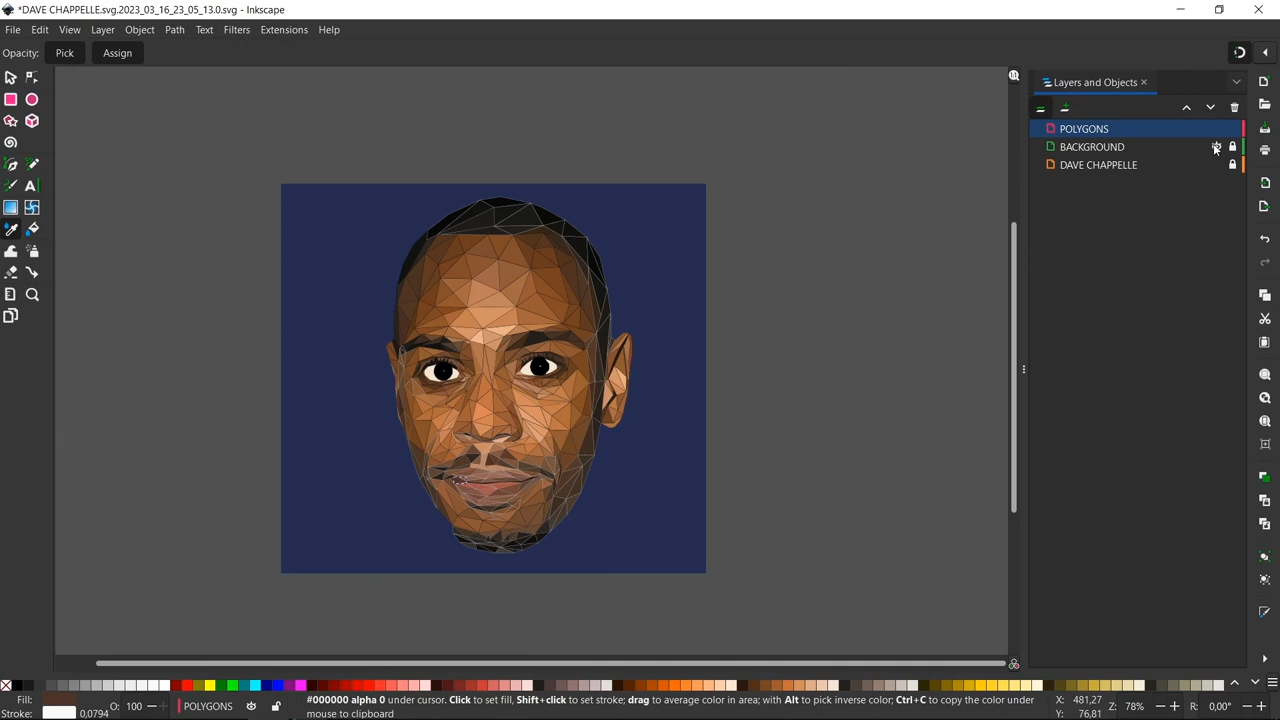 *DAVE CHAPPELLE.svg.2023_03_16_23_05_13.0.svg - Inkscape
File Edit View Layer Object Path Text Filters Extensions Help
Opacity: Pick Assign
Layers and Objects
POLYGONS
BACKGROUND
DAVE CHAPPELLE
Fill: O: 100 POLYGONS #000000 alpha 0 under cursor. Click to set fill, Shift+click to set stroke; drag to average color in area; with Alt to pick inverse color; Ctrl+C to copy the color under X: 481,27 Z: 78% R: 0,00°
Stroke: 0,0794 mouse to clipboard Y: 76,81